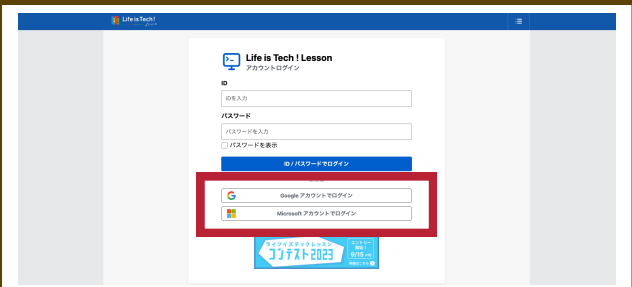 Life is Tech!
Lesson
Life is Tech ! Lesson
アカウントログイン
ID
IDを入力
パスワード
パスワードを入力
パスワードを表示
ID / パスワードでログイン
Google アカウントでログイン
Microsoft アカウントでログイン
ライフイズテックレッスン
コンテスト2023
エントリー
開始!
9/15